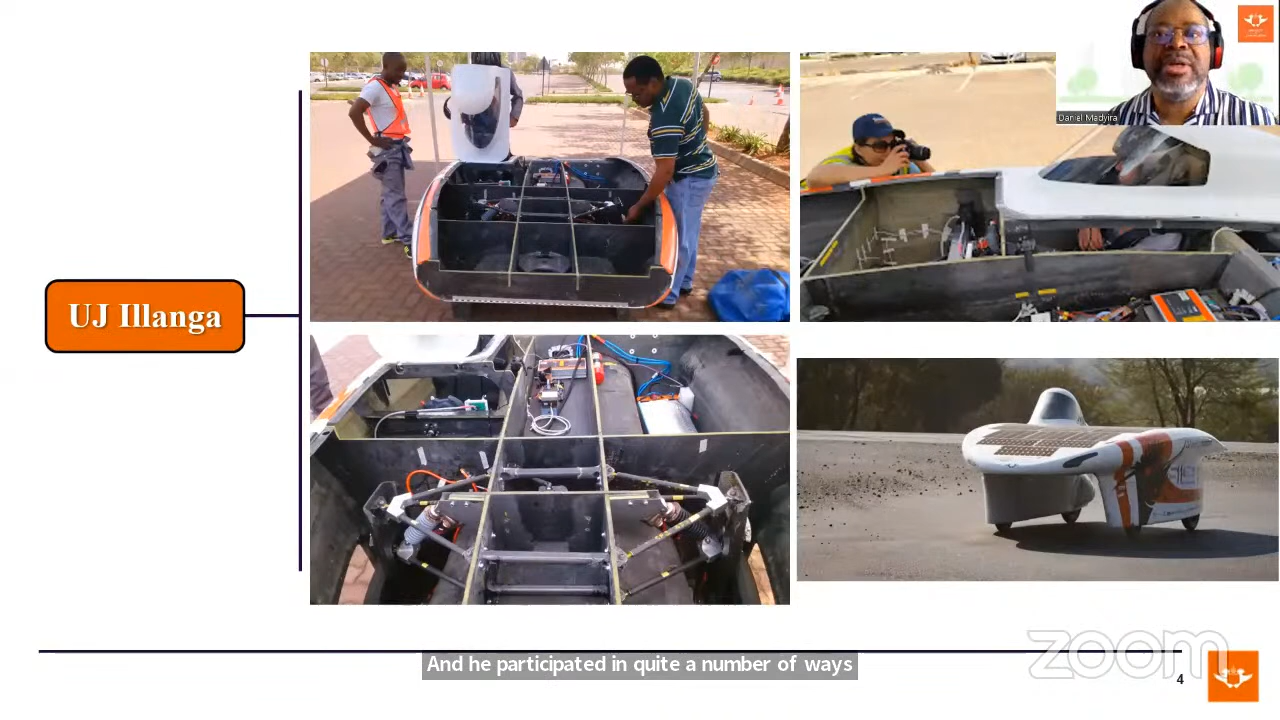 Daniel Madyira
UJ Illanga
zoom
And he participated in quite a number of ways
4